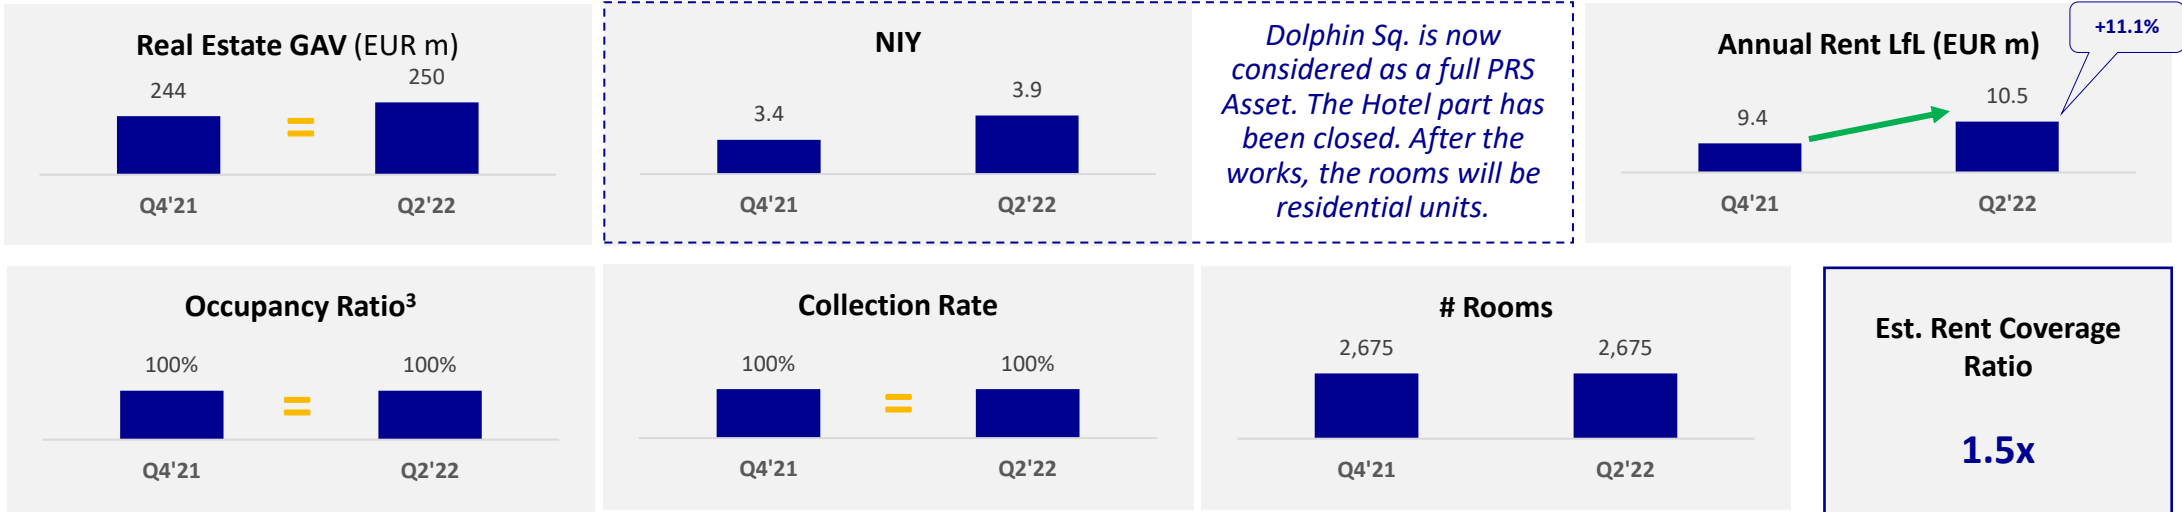 Real Estate GAV (EUR m)
244
=
250
Q4'21
Q2'22
NIY
3.4
3.9
Q4'21
Q2'22
Dolphin Sq. is now
considered as a full PRS
Asset. The Hotel part has
been closed. After the
works, the rooms will be
residential units.
Annual Rent LfL (EUR m)
+11.1%
9.4
10.5
Q4'21
Q2'22
Occupancy Ratio³
100%
=
100%
Q4'21
Q2'22
Collection Rate
100%
=
100%
Q4'21
Q2'22
# Rooms
2,675
2,675
Q4'21
Q2'22
Est. Rent Coverage
Ratio
1.5x